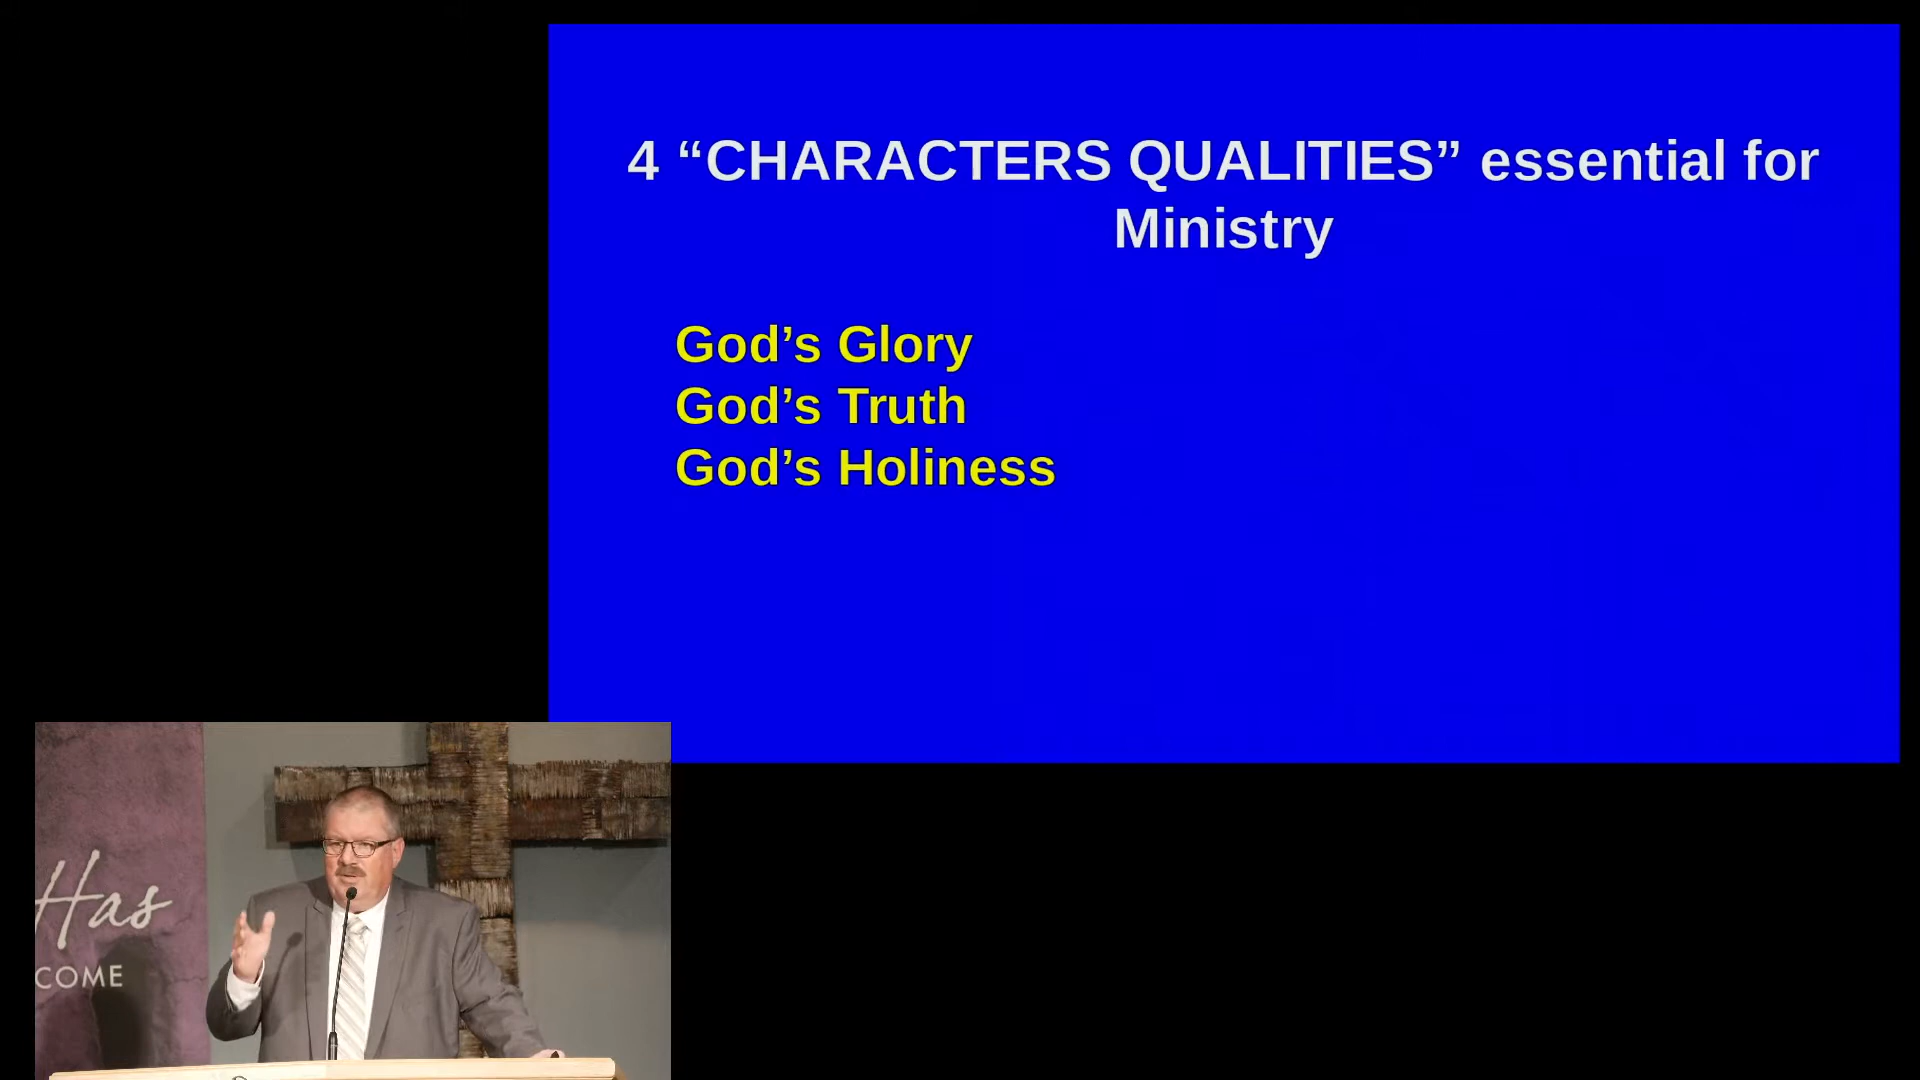 4 “CHARACTERS QUALITIES” essential for
Ministry
God’s Glory
God’s Truth
God’s Holiness
Has
COME